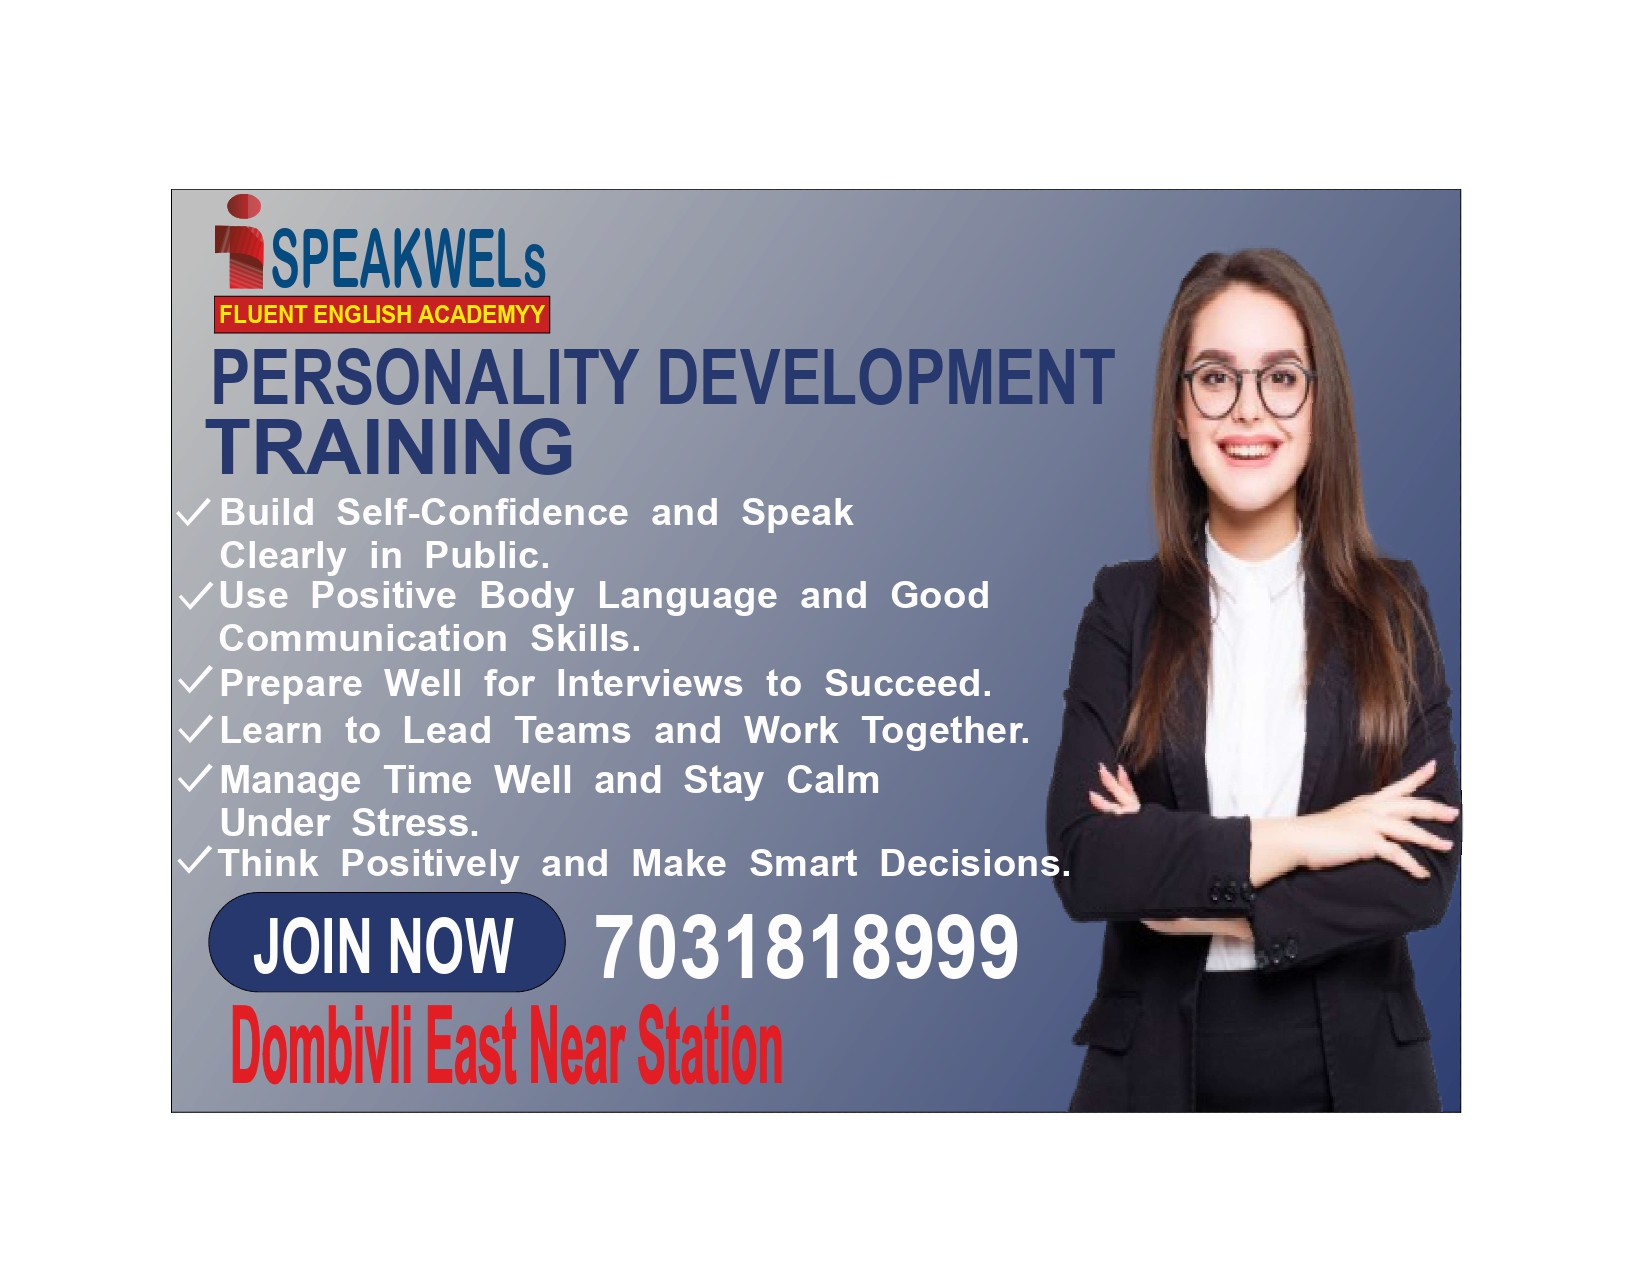 iSPEAKWELs
FLUENT ENGLISH ACADEMYY
PERSONALITY DEVELOPMENT
TRAINING
Build Self-Confidence and Speak
Clearly in Public.
Use Positive Body Language and Good
Communication Skills.
Prepare Well for Interviews to Succeed.
Learn to Lead Teams and Work Together.
Manage Time Well and Stay Calm
Under Stress.
Think Positively and Make Smart Decisions.
JOIN NOW 7031818999
Dombivli East Near Station